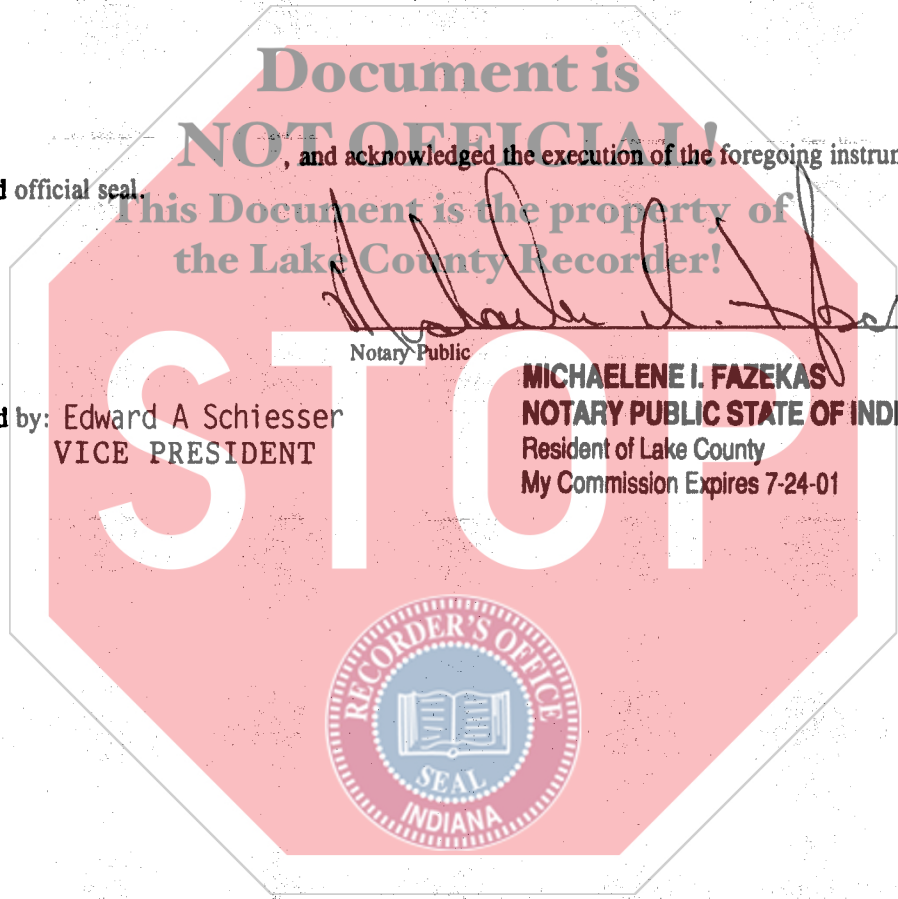 Document is
NOT OFFICIAL!
, and acknowledged the execution of the foregoing instrum
d official seal.
This Document is the property of
the Lake County Recorder!
Notary Public
MICHAELENE I. FAZEKAS
NOTARY PUBLIC STATE OF INDI
Resident of Lake County
My Commission Expires 7-24-01
d by: Edward A Schiesser
VICE PRESIDENT
STOP
RECORDER'S OFFICE
SEAL
INDIANA